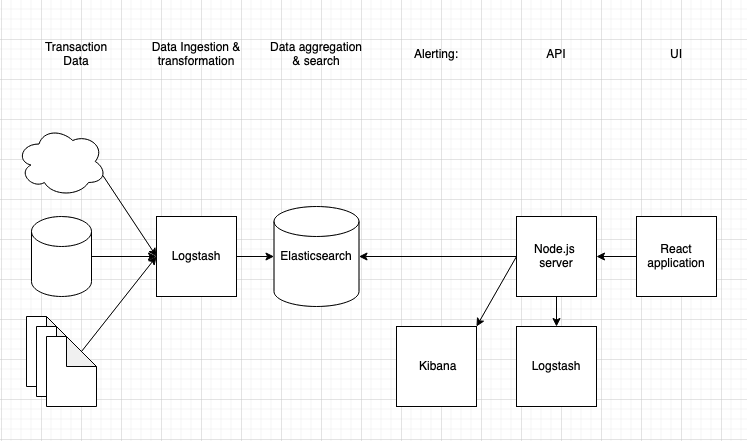 Transaction
Data
Data Ingestion &
transformation
Data aggregation
& search
Alerting:
API
UI
Logstash
Elasticsearch
Node.js
server
React
application
Kibana
Logstash